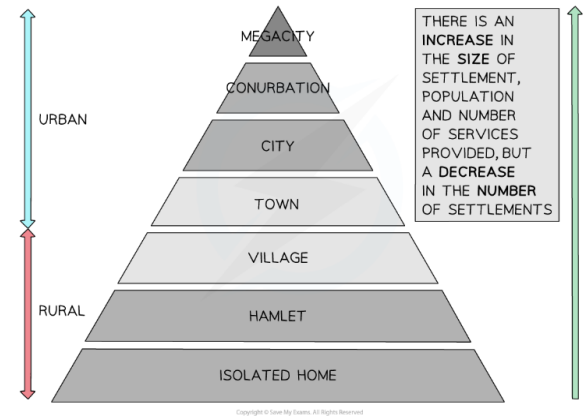 MEGACITY
CONURBATION
CITY
TOWN
VILLAGE
HAMLET
ISOLATED HOME
URBAN
RURAL
THERE IS AN
INCREASE IN
THE SIZE OF
SETTLEMENT,
POPULATION
AND NUMBER
OF SERVICES
PROVIDED, BUT
A DECREASE
IN THE NUMBER
OF SETTLEMENTS
Copyright © Save My Exams. All Rights Reserved